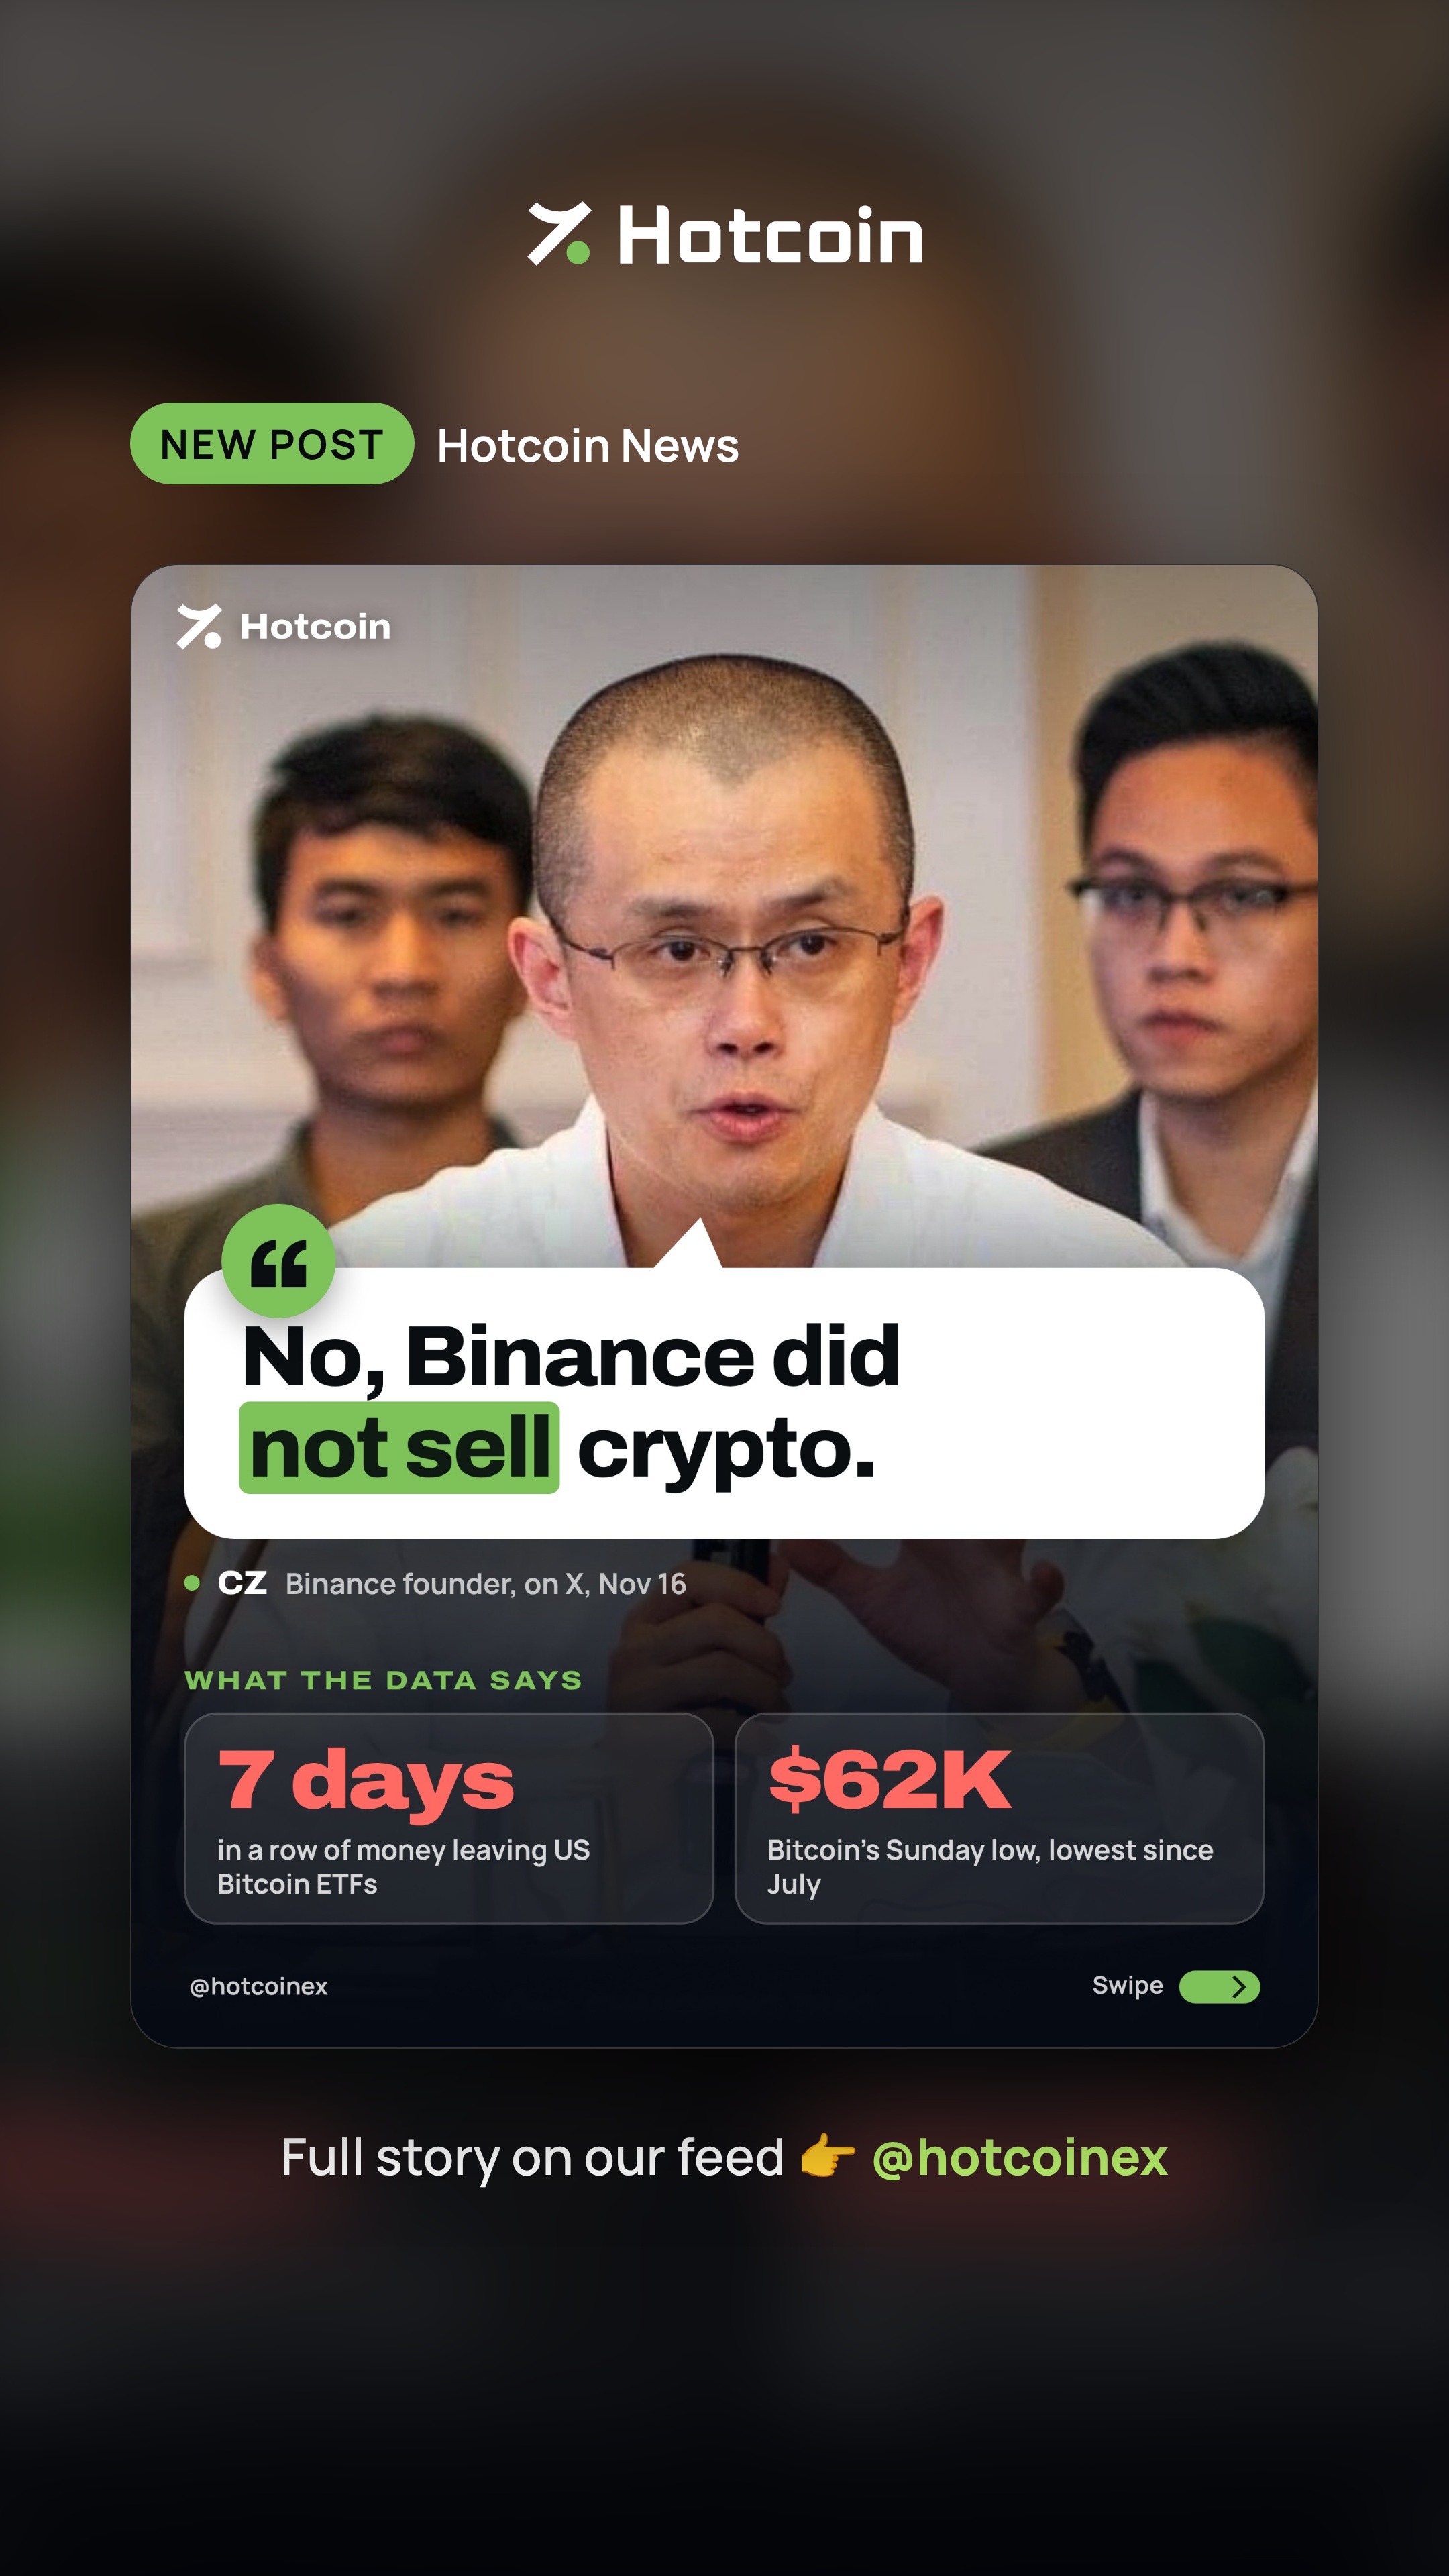 Hotcoin
NEW POST Hotcoin News
Hotcoin
“
No, Binance did
not sell crypto.
CZ Binance founder, on X, Nov 16
WHAT THE DATA SAYS
7 days
in a row of money leaving US
Bitcoin ETFs
$62K
Bitcoin’s Sunday low, lowest since
July
@hotcoinex
Swipe
Full story on our feed 👉 @hotcoinex